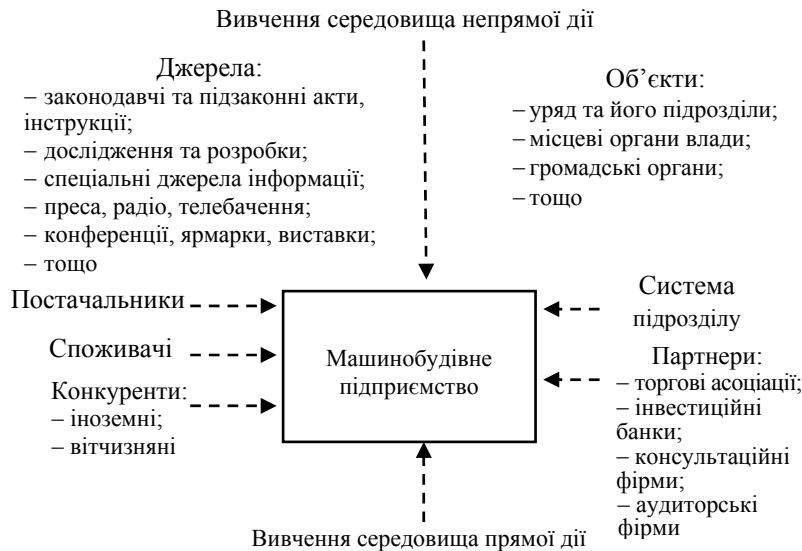 Вивчення середовища непрямої дії
Джерела:
– законодавчі та підзаконні акти,
інструкції;
– дослідження та розробки;
– спеціальні джерела інформації;
– преса, радіо, телебачення;
– конференції, ярмарки, виставки;
– тощо
Об’єкти:
– уряд та його підрозділи;
– місцеві органи влади;
– громадські органи;
– тощо
Постачальники
Споживачі
Конкуренти:
– іноземні;
– вітчизняні
Машинобудівне
підприємство
Система
підрозділу
Партнери:
– торгові асоціації;
– інвестиційні
банки;
– консультаційні
фірми;
– аудиторські
фірми
Вивчення середовища прямої дії